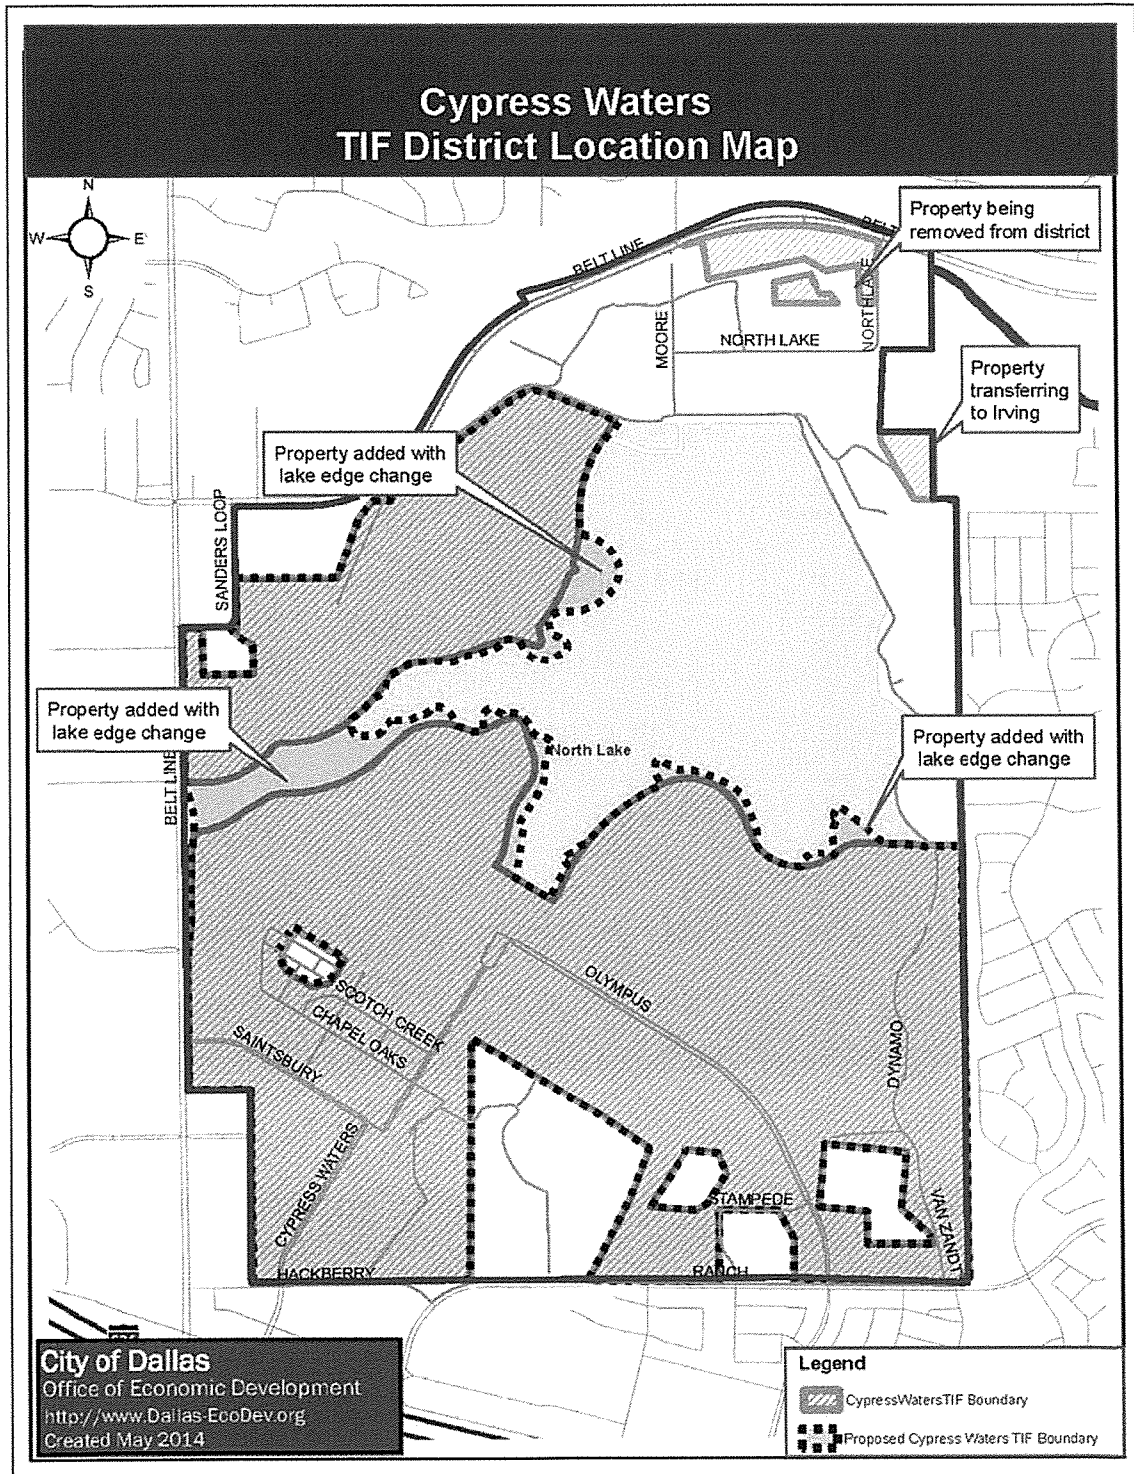 Cypress Waters
TIF District Location Map
N
W
E
S
Property being
removed from district
BELT LINE
MOORE
NORTH LAKE
NORTHLAKE
Property
transferring
to Irving
Property added with
lake edge change
SANDERS LOOP
Property added with
lake edge change
BELT LINE
North Lake
Property added with
lake edge change
SCOTCH CREEK
CHAPEL OAKS
SAINTSBURY
OLYMPUS
DYNAMO
CYPRESS WATERS
STAMPEDE
VAN ZANDT
HACKBERRY
RANCH
City of Dallas
Office of Economic Development
http://www.Dallas-EcoDev.org
Created May 2014
Legend
CypressWatersTIF Boundary
Proposed Cypress Waters TIF Boundary